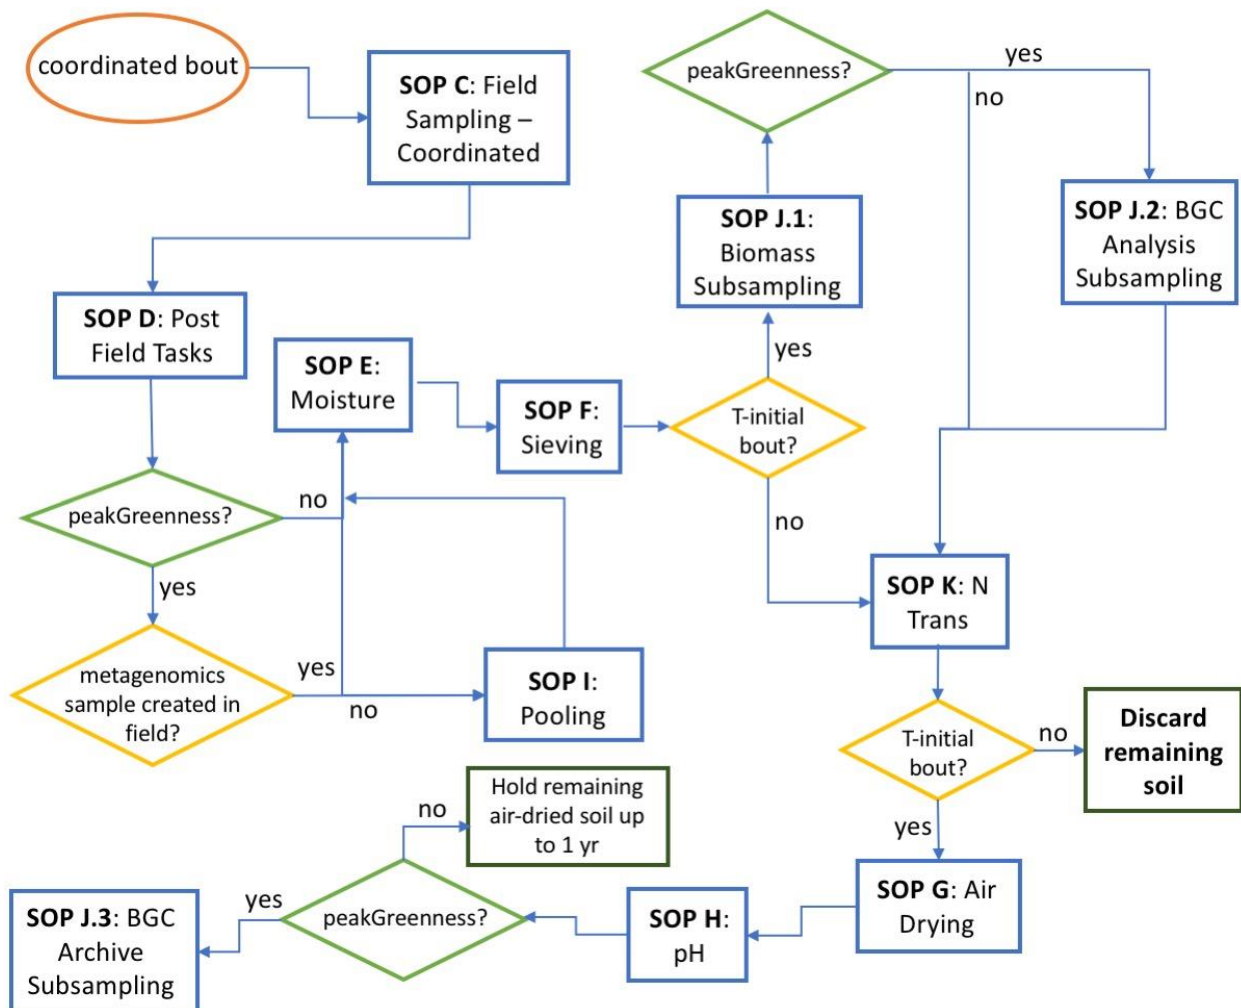 coordinated bout
SOP C: Field
Sampling –
Coordinated
peakGreenness?
yes
no
SOP J.1:
Biomass
Subsampling
SOP J.2: BGC
Analysis
Subsampling
SOP D: Post
Field Tasks
SOP E:
Moisture
SOP F:
Sieving
yes
T-initial
bout?
no
peakGreenness?
no
yes
metagenomics
sample created in
field?
yes
no
SOP I:
Pooling
SOP K: N
Trans
T-initial
bout?
no
Discard
remaining
soil
yes
SOP G: Air
Drying
SOP H:
pH
peakGreenness?
no
Hold remaining
air-dried soil up
to 1 yr
yes
SOP J.3: BGC
Archive
Subsampling